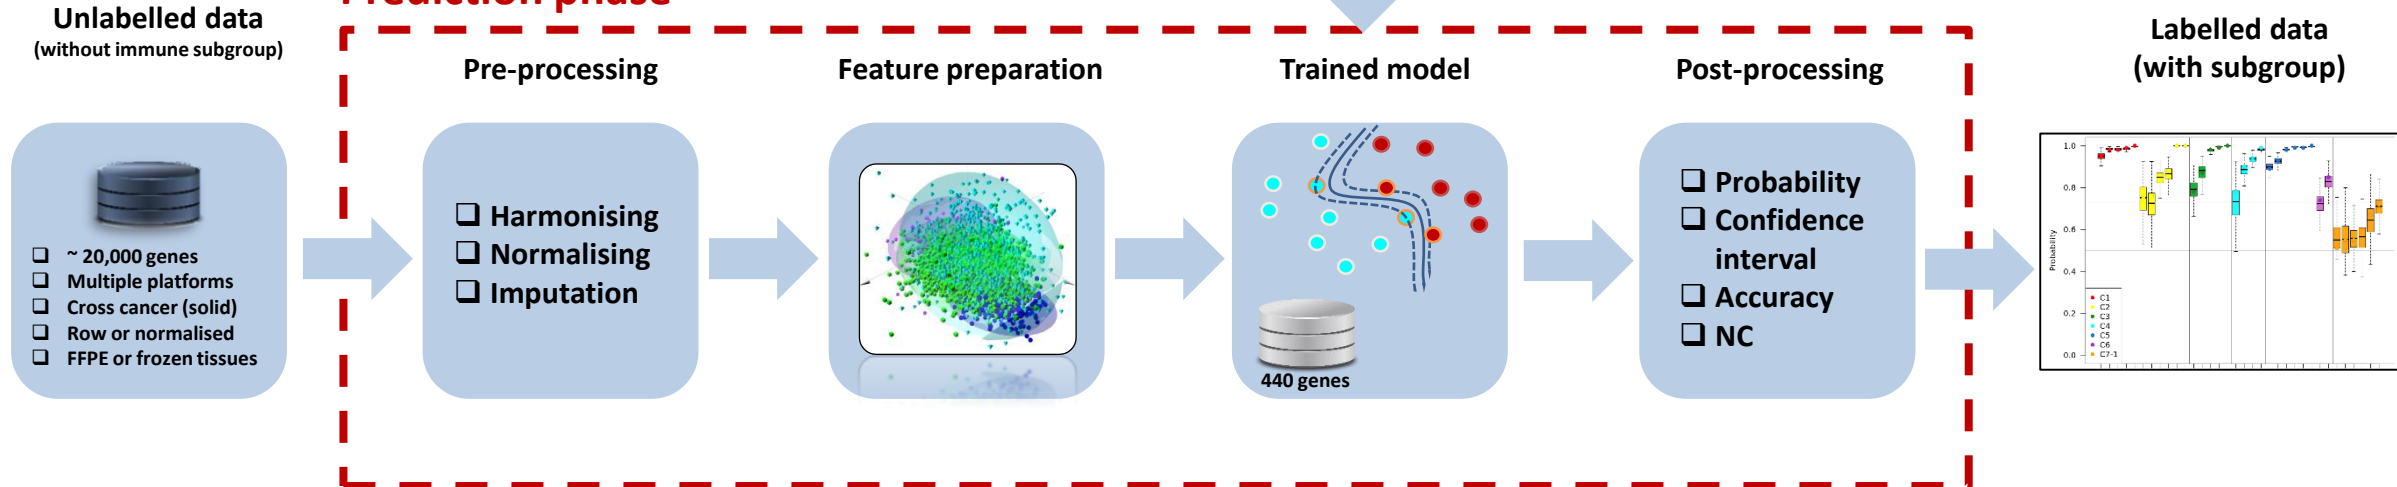 Prediction phase
Unlabelled data
(without immune subgroup)
~ 20,000 genes
Multiple platforms
Cross cancer (solid)
Row or normalised
FFPE or frozen tissues
Pre-processing
Harmonising
Normalising
Imputation
Feature preparation
Trained model
440 genes
Post-processing
Probability
Confidence
interval
Accuracy
NC
Labelled data
(with subgroup)
Probability
1.0
0.8
0.6
0.4
0.2
0.0
C1
C2
C3
C4
C5
C6
C7-1